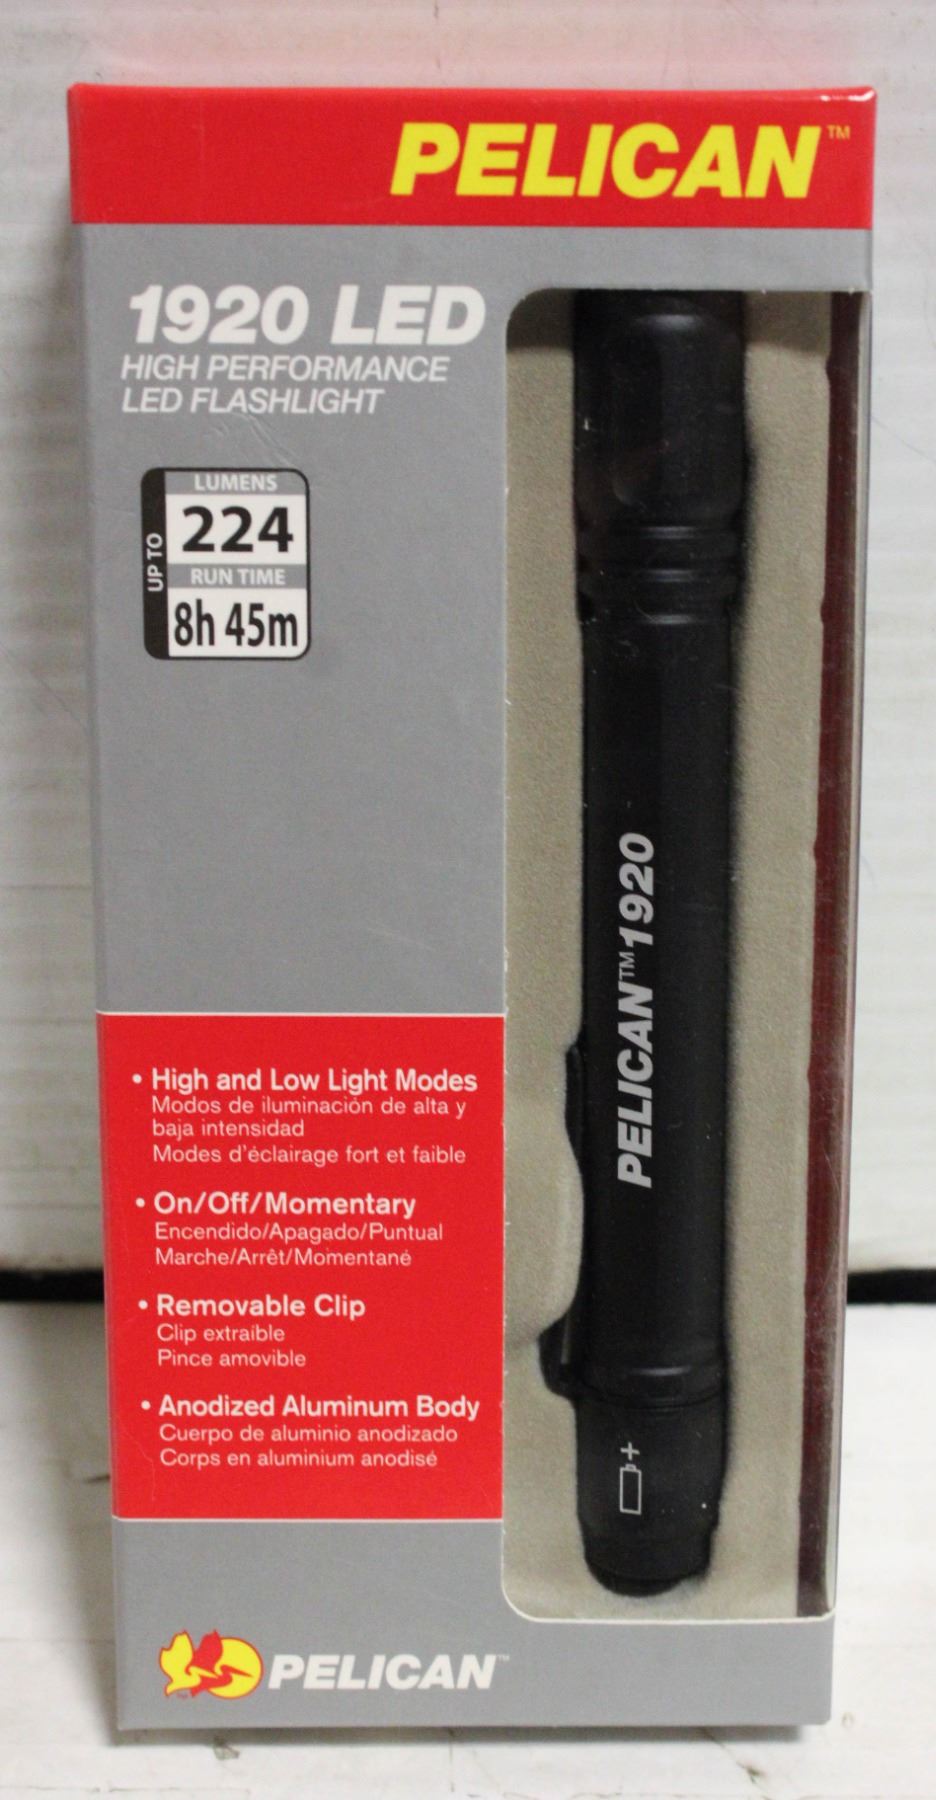 PELICAN™
1920 LED
HIGH PERFORMANCE
LED FLASHLIGHT
UP TO
LUMENS
224
RUN TIME
8h 45m
PELICAN™1920
• High and Low Light Modes
Modos de iluminación de alta y
baja intensidad
Modes d'éclairage fort et faible
• On/Off/Momentary
Encendido/Apagado/Puntual
Marche/Arrêt/Momentané
• Removable Clip
Clip extraíble
Pince amovible
• Anodized Aluminum Body
Cuerpo de aluminio anodizado
Corps en aluminium anodisé
+
PELICAN™